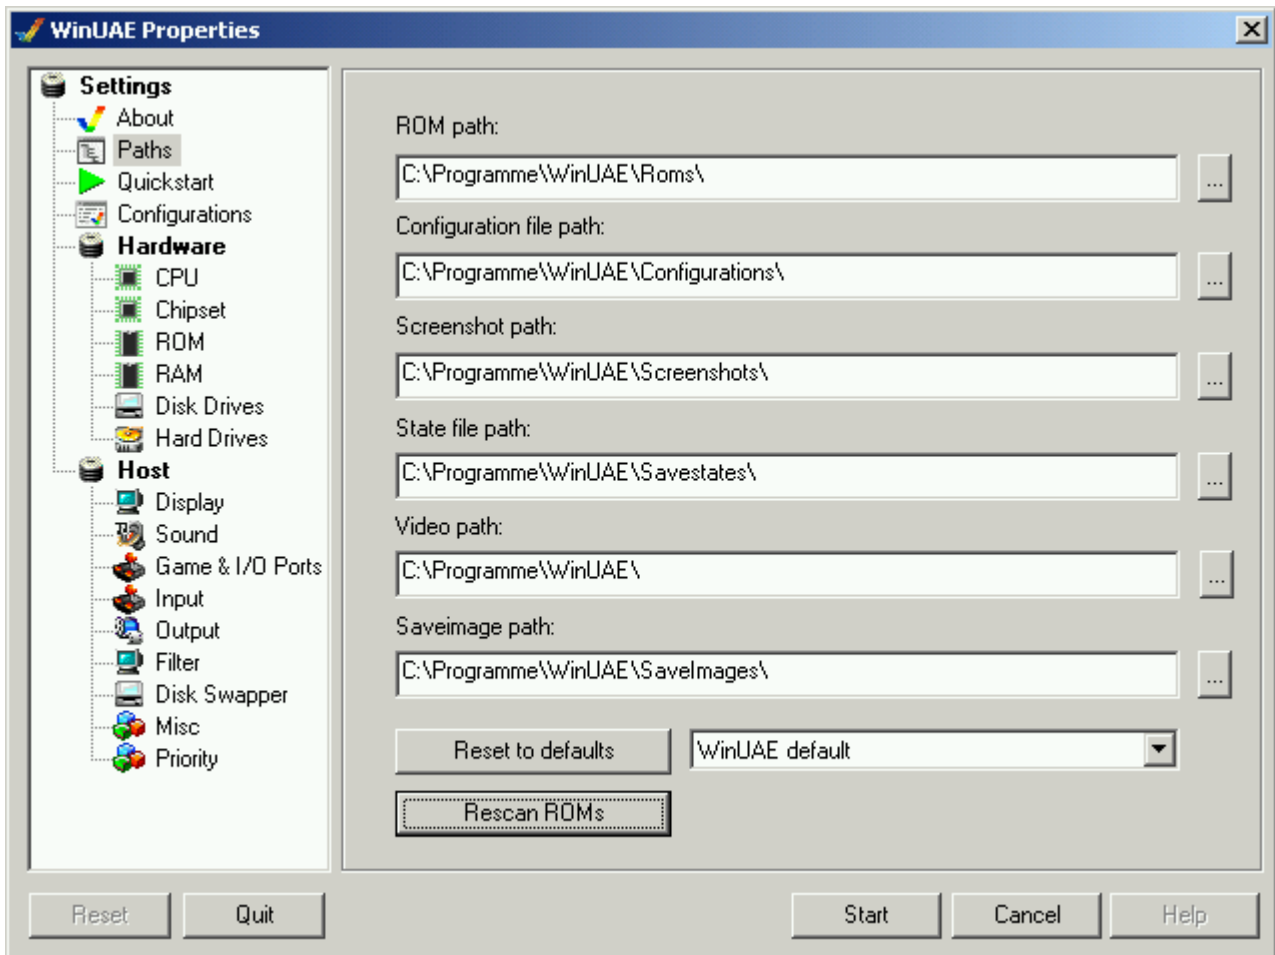 WinUAE Properties
Settings
About
Paths
Quickstart
Configurations
Hardware
CPU
Chipset
ROM
RAM
Disk Drives
Hard Drives
Host
Display
Sound
Game & I/O Ports
Input
Output
Filter
Disk Swapper
Misc
Priority
ROM path:
C:\Programme\WinUAE\Roms\
...
Configuration file path:
C:\Programme\WinUAE\Configurations\
...
Screenshot path:
C:\Programme\WinUAE\Screenshots\
...
State file path:
C:\Programme\WinUAE\Savestates\
...
Video path:
C:\Programme\WinUAE\
...
Saveimage path:
C:\Programme\WinUAE\SaveImages\
...
Reset to defaults
WinUAE default
Rescan ROMs
Reset
Quit
Start
Cancel
Help